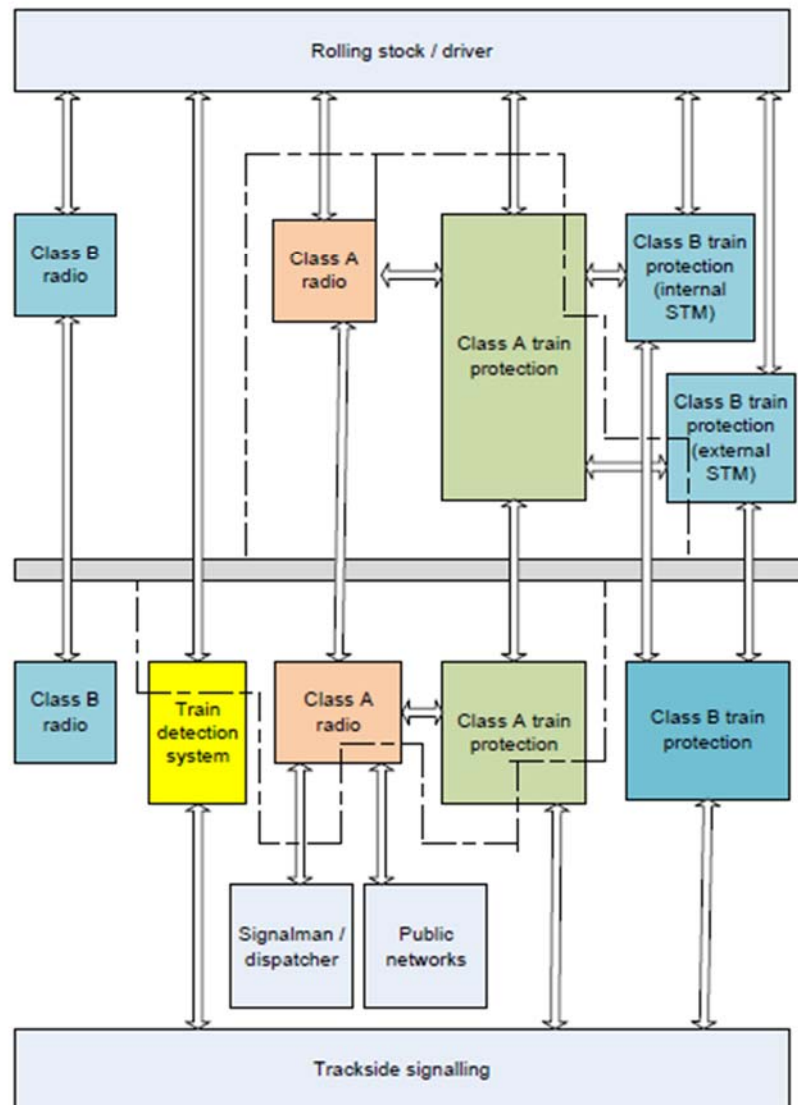 Rolling stock / driver
Class B
radio
Class A
radio
Class A train
protection
Class B train
protection
(internal
STM)
Class B train
protection
(external
STM)
Class B
radio
Train
detection
system
Class A
radio
Class A train
protection
Class B train
protection
Signalman /
dispatcher
Public
networks
Trackside signalling